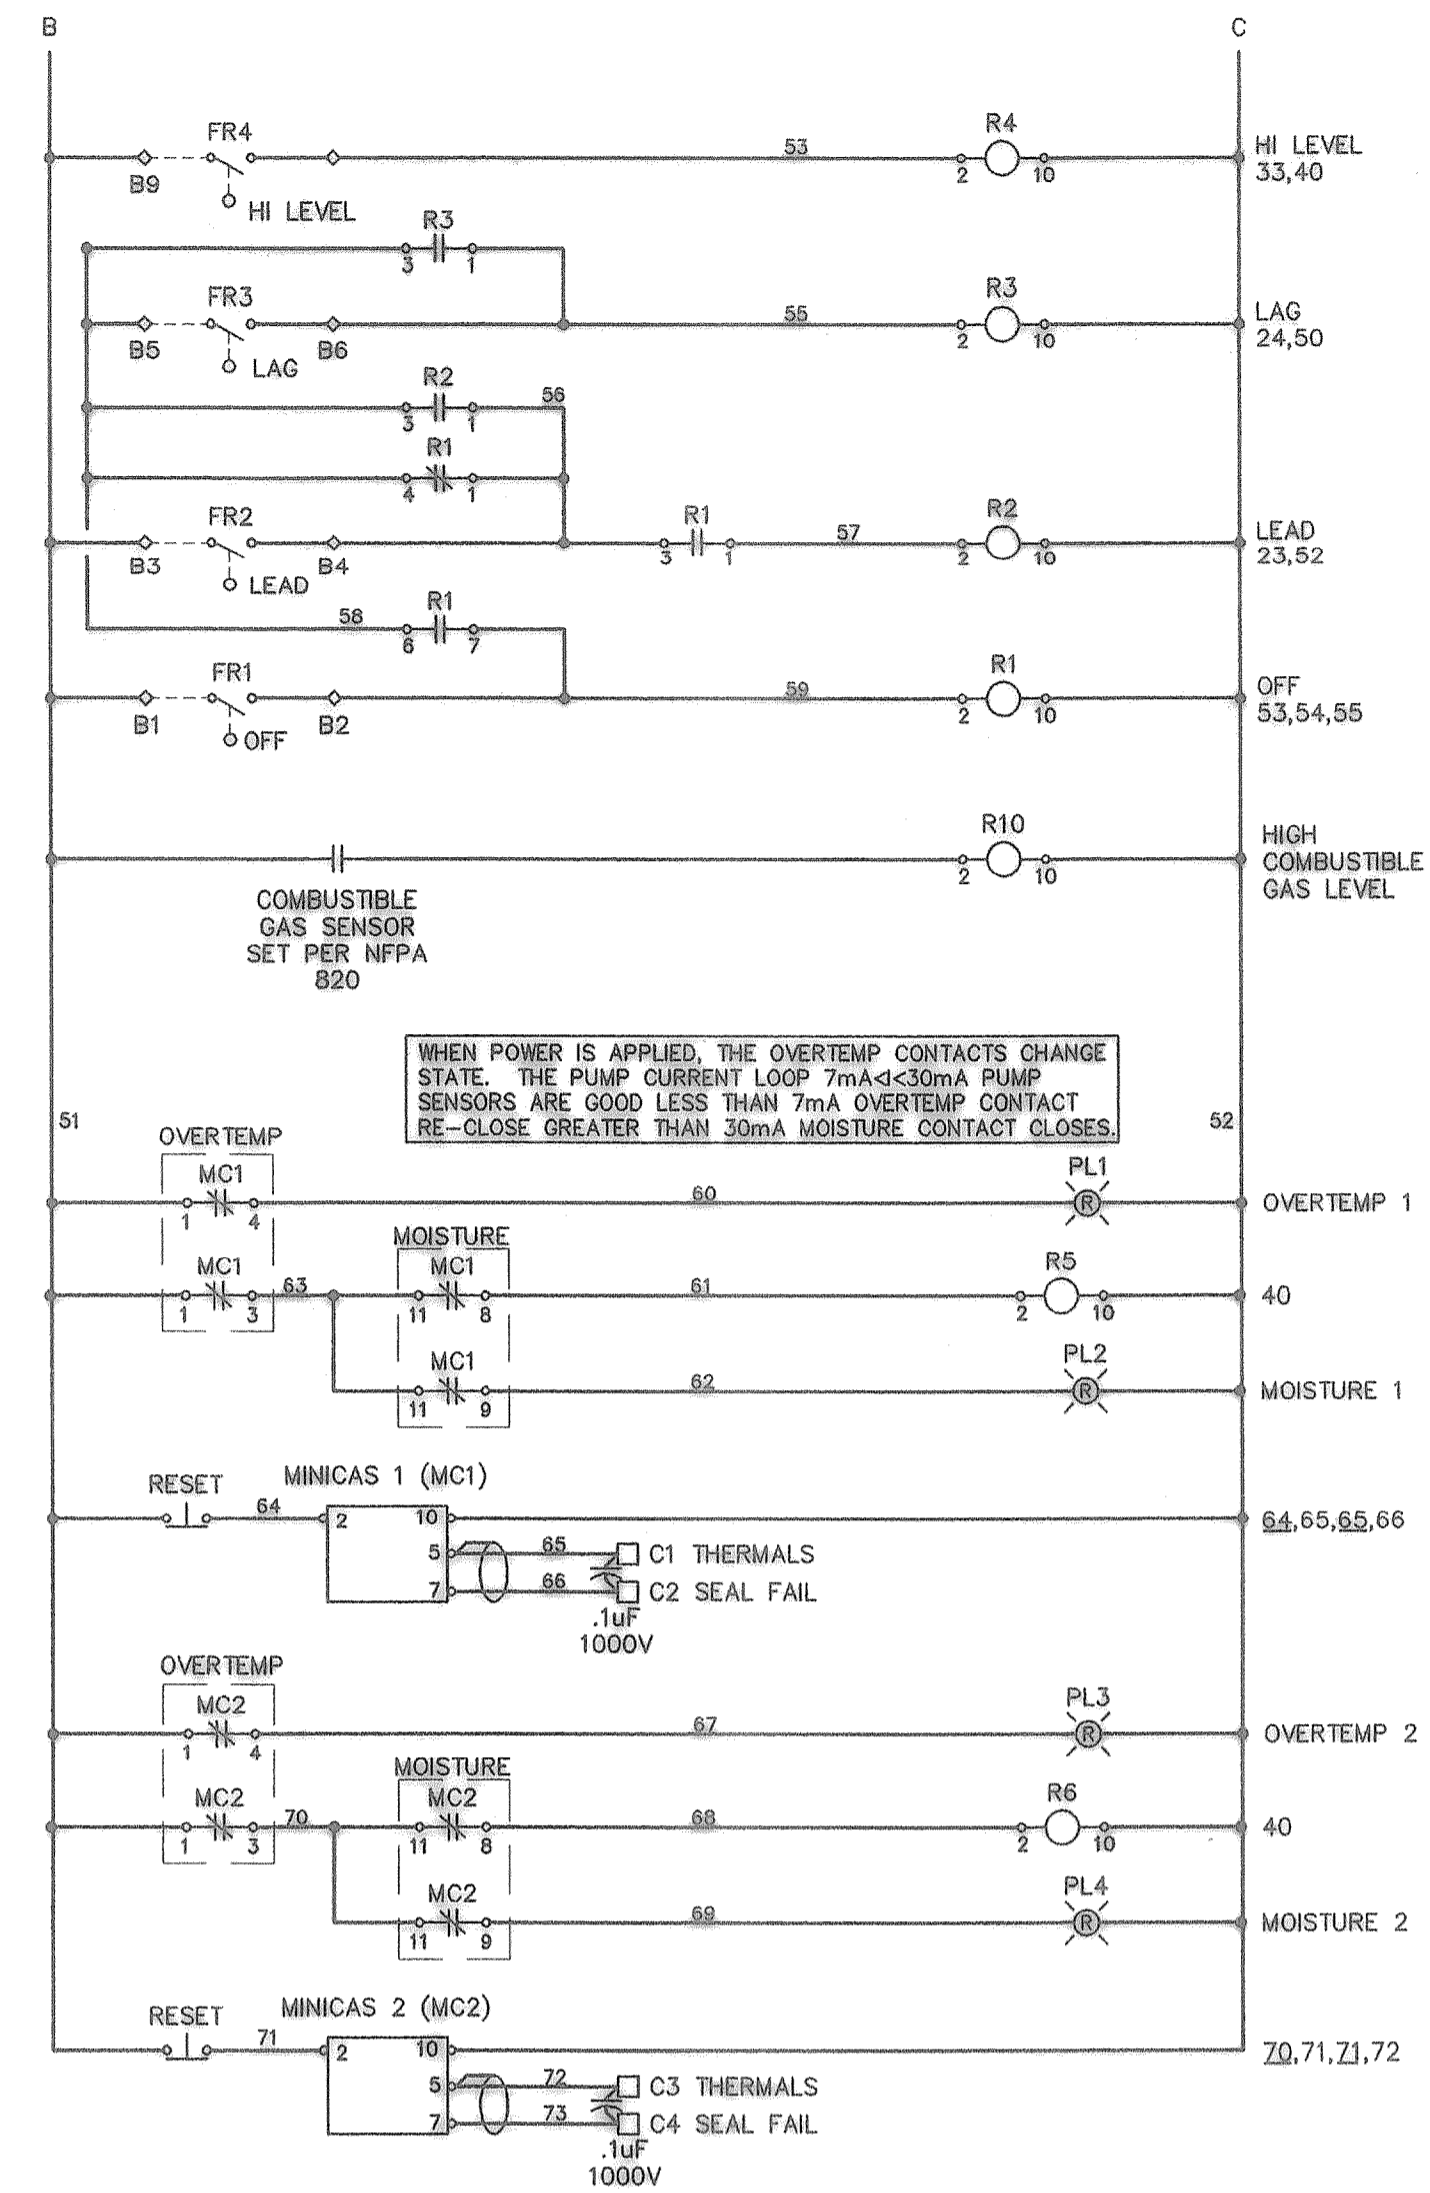 B
C
FR4
53
R4
HI LEVEL
33,40
B9
2
10
HI LEVEL
R3
3
1
FR3
55
R3
LAG
24,50
B5
B6
2
10
LAG
R2
56
3
1
R1
4
1
FR2
R1
57
R2
LEAD
23,52
B3
B4
3
1
2
10
LEAD
58
R1
6
7
FR1
59
R1
OFF
53,54,55
B1
B2
2
10
OFF
R10
HIGH
COMBUSTIBLE
GAS LEVEL
2
10
COMBUSTIBLE
GAS SENSOR
SET PER NFPA
820
WHEN POWER IS APPLIED, THE OVERTEMP CONTACTS CHANGE
STATE. THE PUMP CURRENT LOOP 7mA<I<30mA PUMP
SENSORS ARE GOOD LESS THAN 7mA OVERTEMP CONTACT
RE-CLOSE GREATER THAN 30mA MOISTURE CONTACT CLOSES.
51
52
OVERTEMP
MC1
60
PL1
R
OVERTEMP 1
1
4
MOISTURE
MC1
63
MC1
61
R5
40
1
3
11
8
2
10
MC1
62
PL2
R
MOISTURE 1
11
9
RESET
MINICAS 1 (MC1)
64
2
10
64,65,65,66
5
65
C1 THERMALS
7
66
C2 SEAL FAIL
.1uF
1000V
OVERTEMP
MC2
67
PL3
R
OVERTEMP 2
1
4
MOISTURE
MC2
70
MC2
68
R6
40
1
3
11
8
2
10
MC2
69
PL4
R
MOISTURE 2
11
9
RESET
MINICAS 2 (MC2)
71
2
10
70,71,71,72
5
72
C3 THERMALS
7
73
C4 SEAL FAIL
.1uF
1000V